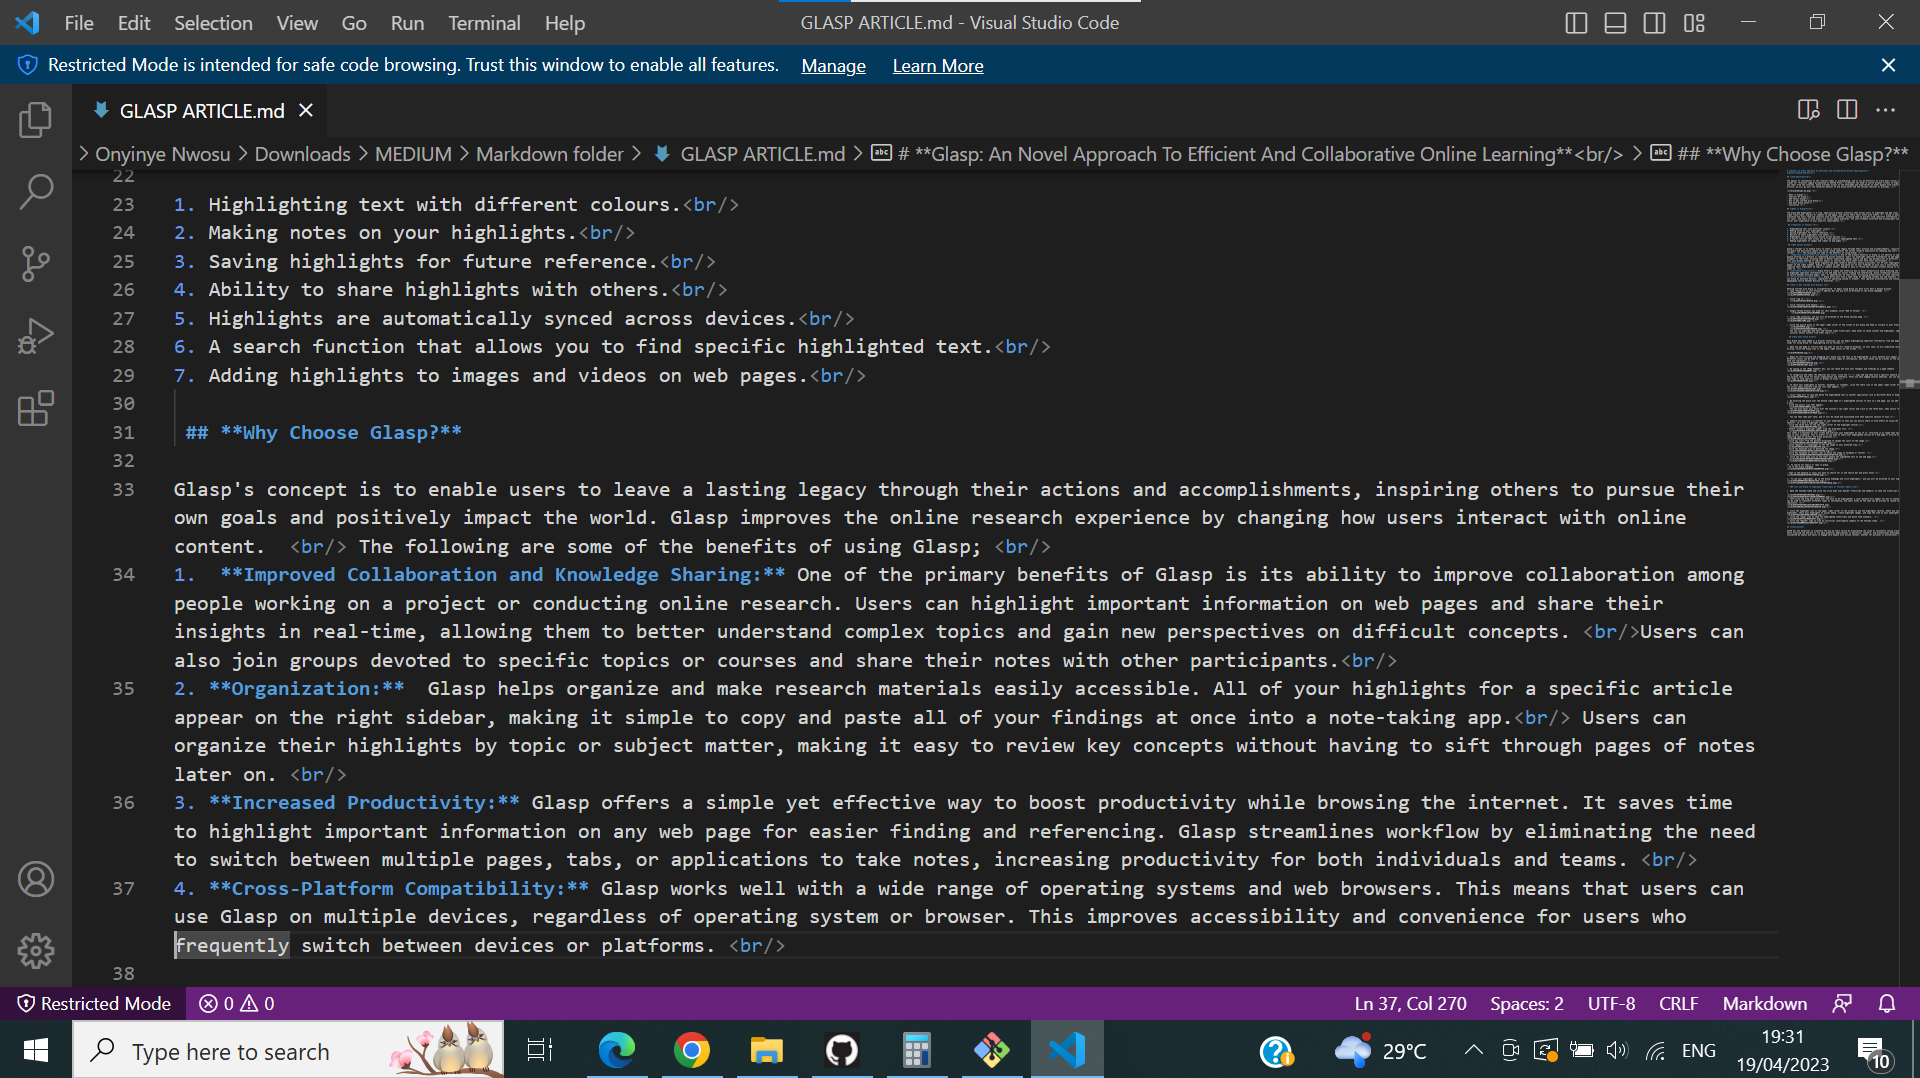 File Edit Selection View Go Run Terminal Help GLASP ARTICLE.md - Visual Studio Code
Restricted Mode is intended for safe code browsing. Trust this window to enable all features. Manage Learn More
GLASP ARTICLE.md
> Onyinye Nwosu > Downloads > MEDIUM > Markdown folder > GLASP ARTICLE.md > abc # **Glasp: An Novel Approach To Efficient And Collaborative Online Learning**<br/> > abc ## **Why Choose Glasp?**
22
23 1. Highlighting text with different colours.<br/>
24 2. Making notes on your highlights.<br/>
25 3. Saving highlights for future reference.<br/>
26 4. Ability to share highlights with others.<br/>
27 5. Highlights are automatically synced across devices.<br/>
28 6. A search function that allows you to find specific highlighted text.<br/>
29 7. Adding highlights to images and videos on web pages.<br/>
30
31 ## **Why Choose Glasp?**
32
33 Glasp's concept is to enable users to leave a lasting legacy through their actions and accomplishments, inspiring others to pursue their
own goals and positively impact the world. Glasp improves the online research experience by changing how users interact with online
content. <br/> The following are some of the benefits of using Glasp; <br/>
34 1. **Improved Collaboration and Knowledge Sharing:** One of the primary benefits of Glasp is its ability to improve collaboration among
people working on a project or conducting online research. Users can highlight important information on web pages and share their
insights in real-time, allowing them to better understand complex topics and gain new perspectives on difficult concepts. <br/>Users can
also join groups devoted to specific topics or courses and share their notes with other participants.<br/>
35 2. **Organization:** Glasp helps organize and make research materials easily accessible. All of your highlights for a specific article
appear on the right sidebar, making it simple to copy and paste all of your findings at once into a note-taking app.<br/> Users can
organize their highlights by topic or subject matter, making it easy to review key concepts without having to sift through pages of notes
later on. <br/>
36 3. **Increased Productivity:** Glasp offers a simple yet effective way to boost productivity while browsing the internet. It saves time
to highlight important information on any web page for easier finding and referencing. Glasp streamlines workflow by eliminating the need
to switch between multiple pages, tabs, or applications to take notes, increasing productivity for both individuals and teams. <br/>
37 4. **Cross-Platform Compatibility:** Glasp works well with a wide range of operating systems and web browsers. This means that users can
use Glasp on multiple devices, regardless of operating system or browser. This improves accessibility and convenience for users who
frequently switch between devices or platforms. <br/>
38
Restricted Mode 0 0 Ln 37, Col 270 Spaces: 2 UTF-8 CRLF Markdown
Type here to search 29°C ENG 19:31
19/04/2023 10